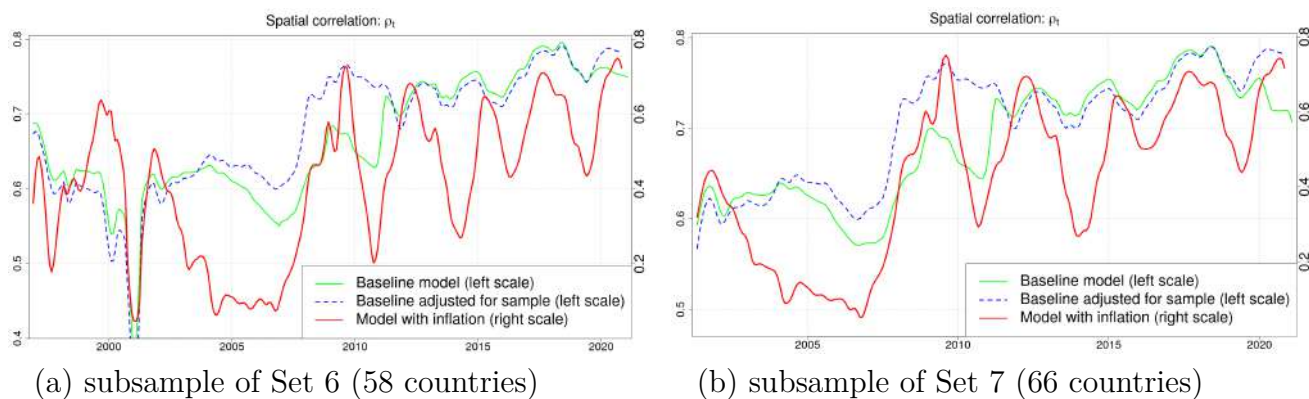 Spatial correlation: ρt
0.8
0.7
0.6
0.5
0.4
0.8
0.6
0.4
0.2
2000
2005
2010
2015
2020
Baseline model (left scale)
Baseline adjusted for sample (left scale)
Model with inflation (right scale)
(a) subsample of Set 6 (58 countries)
Spatial correlation: ρt
0.8
0.7
0.6
0.5
0.8
0.6
0.4
0.2
2005
2010
2015
2020
Baseline model (left scale)
Baseline adjusted for sample (left scale)
Model with inflation (right scale)
(b) subsample of Set 7 (66 countries)